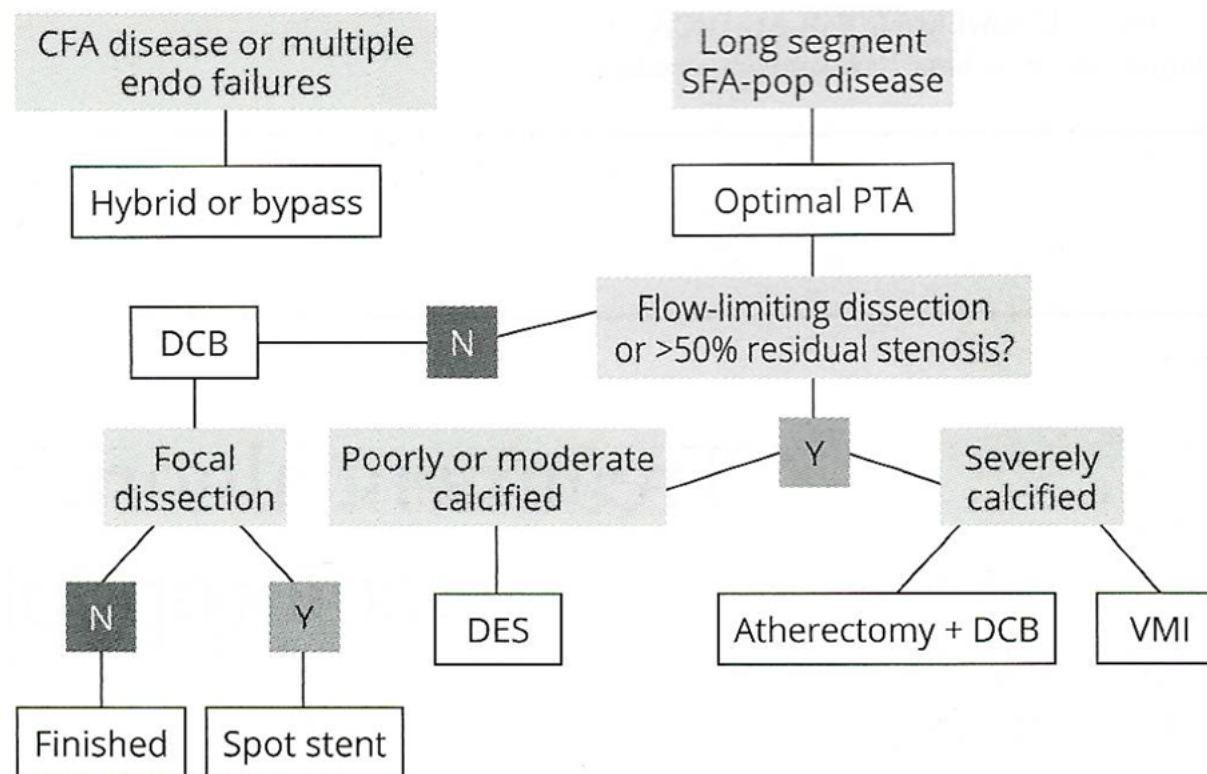 CFA disease or multiple
endo failures
Long segment
SFA-pop disease
Hybrid or bypass
Optimal PTA
Flow-limiting dissection
or >50% residual stenosis?
DCB
N
Y
Focal
dissection
Poorly or moderate
calcified
Severely
calcified
N
Y
DES
Atherectomy + DCB
VMI
Finished
Spot stent